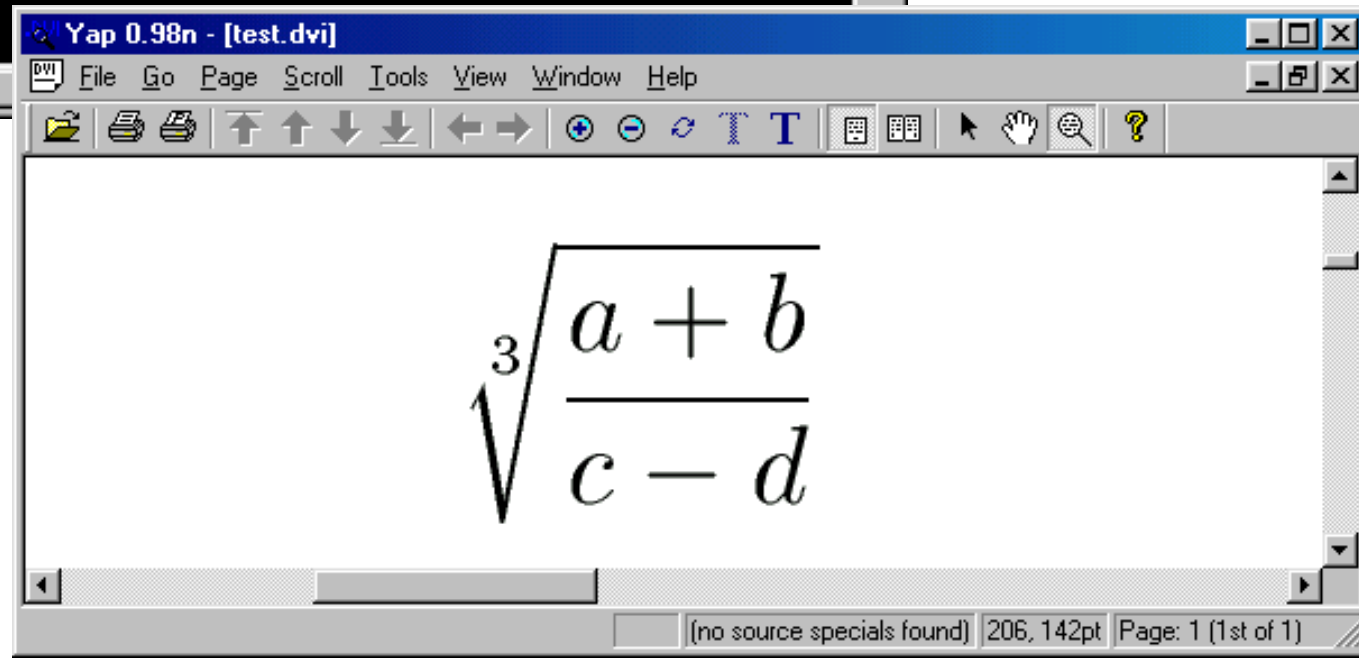 Yap 0.98n - [test.dvi]
DVI File Go Page Scroll Tools View Window Help
T T ?
3
a + b
c − d
(no source specials found) 206, 142pt Page: 1 (1st of 1)